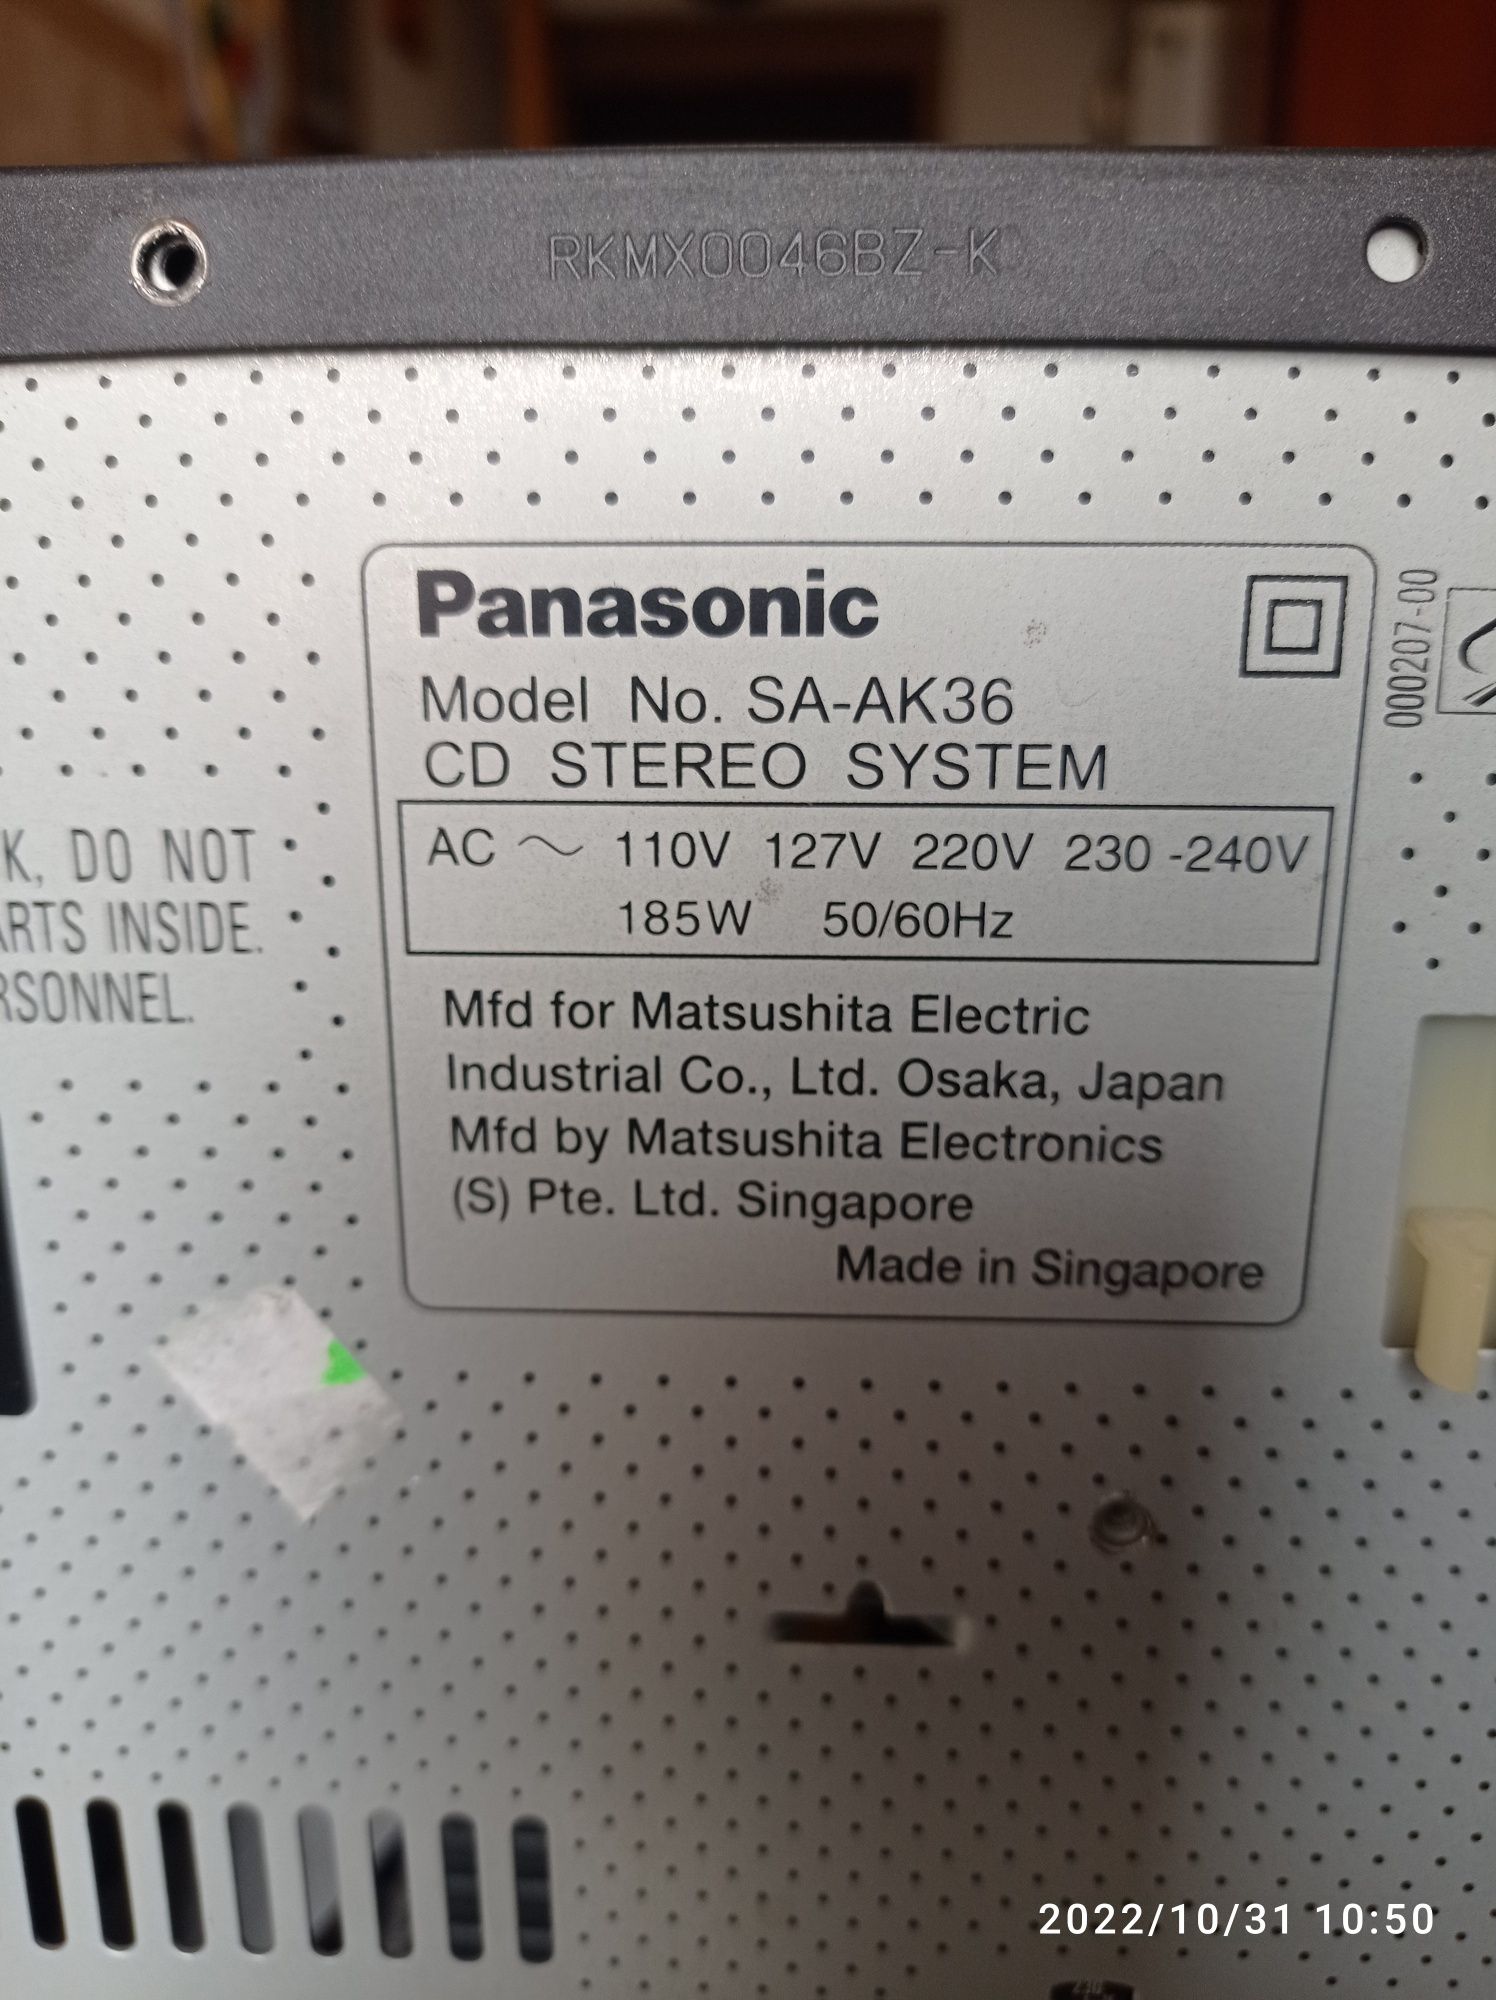 RKMX0046BZ-K
Panasonic
Model No. SA-AK36
CD STEREO SYSTEM
AC ~ 110V 127V 220V 230 -240V
185W 50/60Hz
Mfd for Matsushita Electric
Industrial Co., Ltd. Osaka, Japan
Mfd by Matsushita Electronics
(S) Pte. Ltd. Singapore
Made in Singapore
000207-00
DO NOT
INSIDE.
2022/10/31 10:50